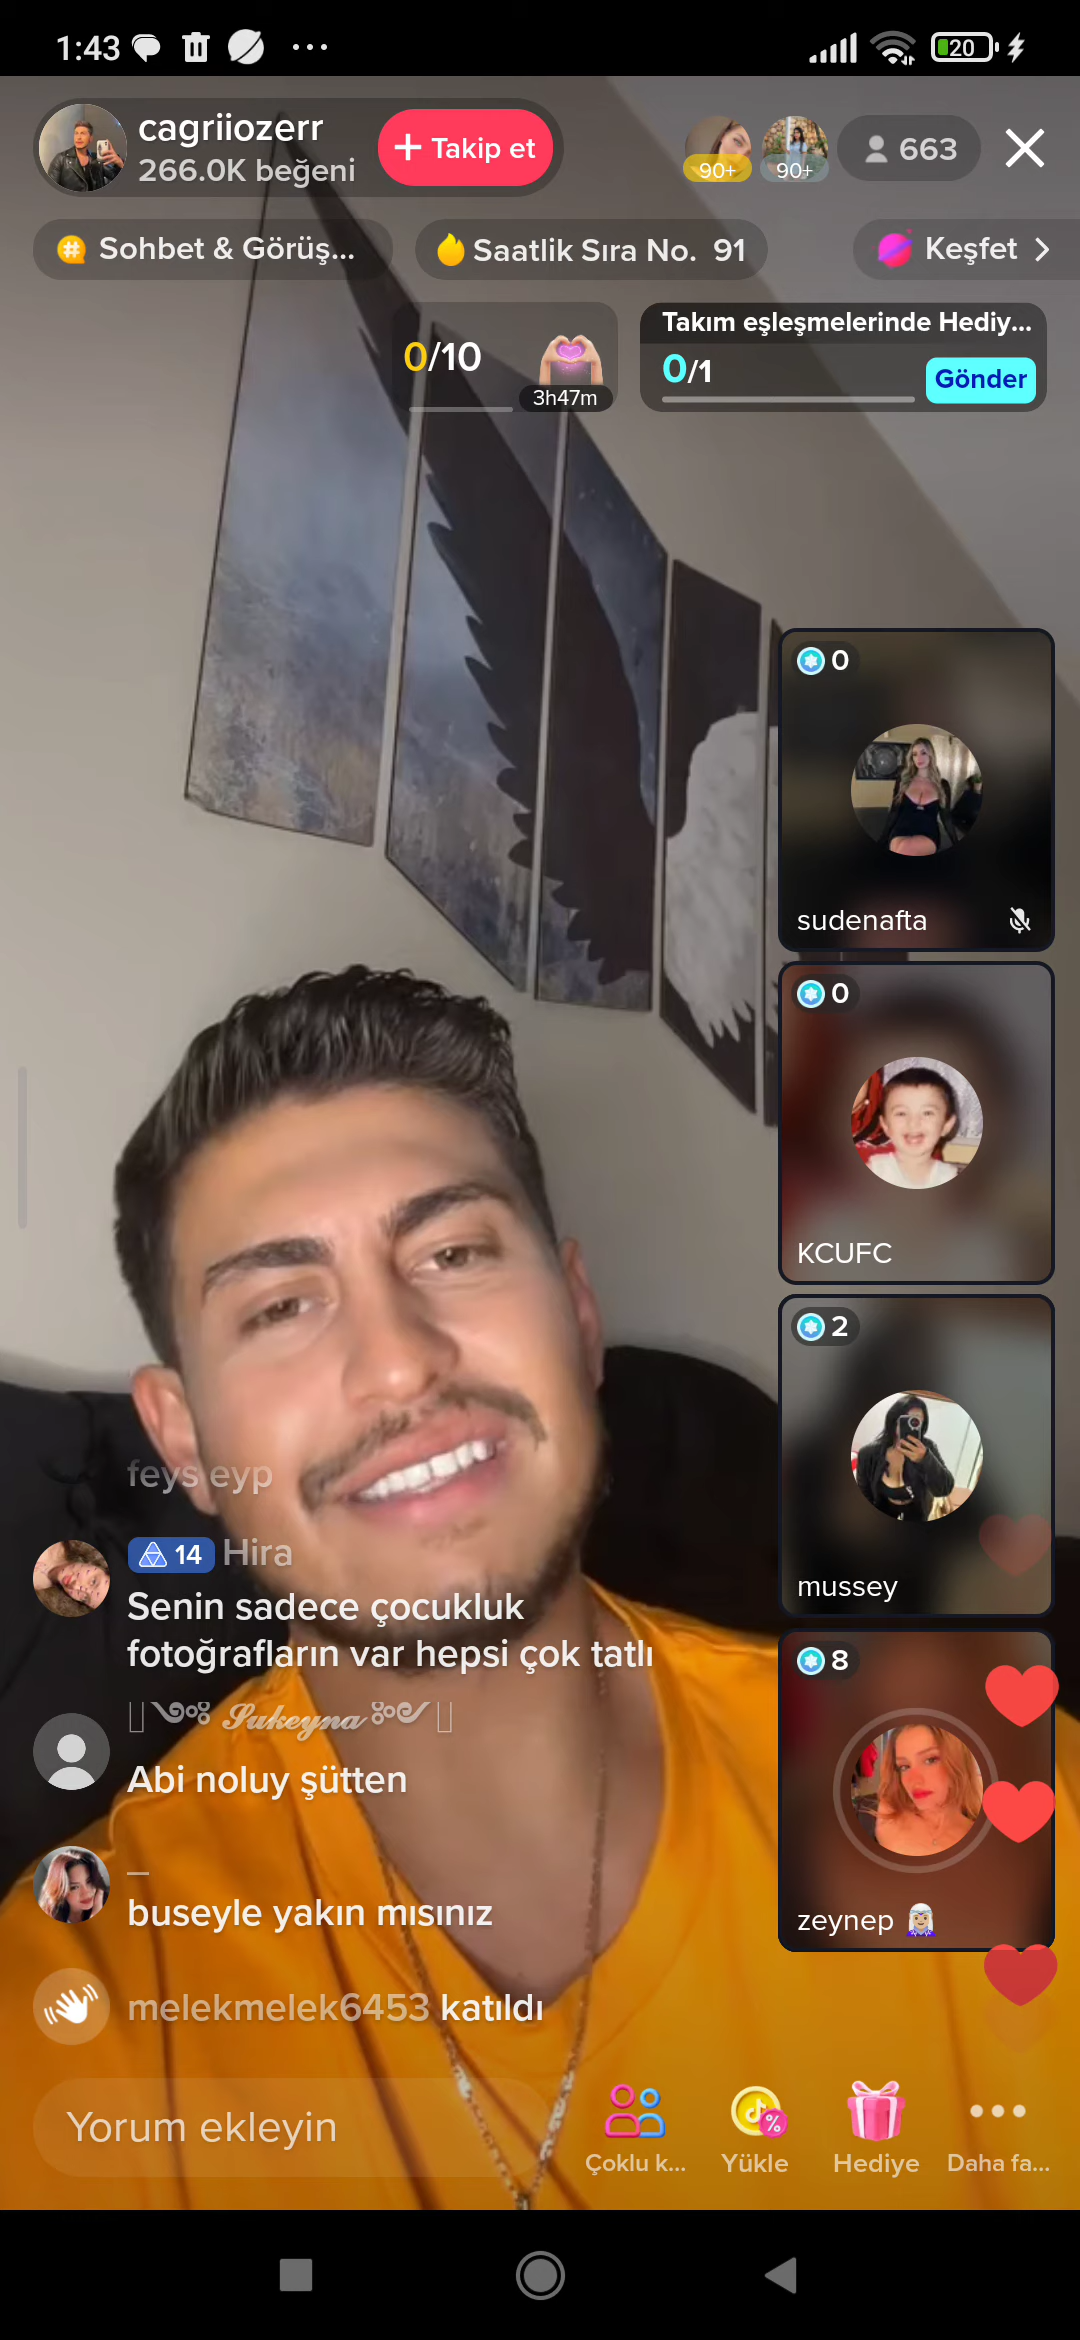 1:43
20
cagriiozerr
266.0K beğeni
+ Takip et
90+
90+
663
Sohbet & Görüş...
Saatlik Sıra No. 91
Keşfet >
0/10
3h47m
Takım eşleşmelerinde Hediy...
0/1
Gönder
0
sudenafta
0
KCUFC
2
mussey
8
zeynep
feys eyp
14 Hira
Senin sadece çocukluk
fotoğrafların var hepsi çok tatlı
𝓢𝓾𝓴𝓮𝔂𝓷𝓪
Abi noluy şütten
_
buseyle yakın mısınız
melekmelek6453 katıldı
Yorum ekleyin
Çoklu k...
Yükle
Hediye
Daha fa...